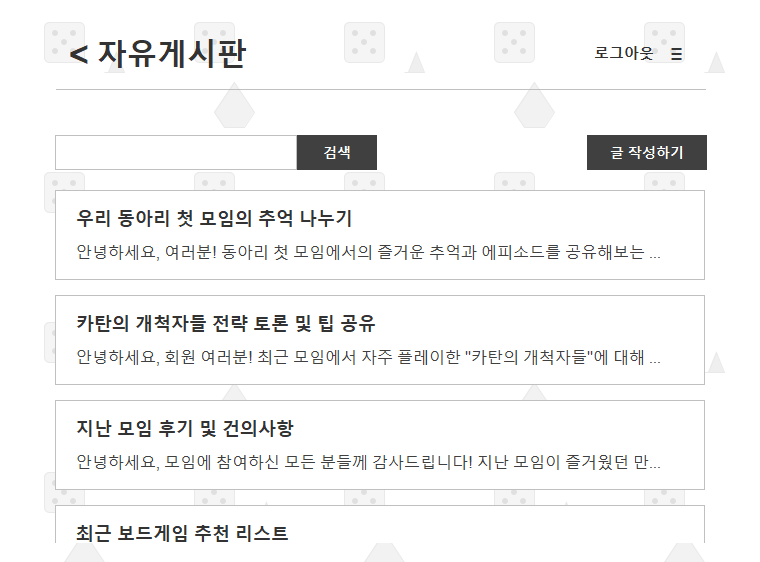 < 자유게시판
로그아웃
검색
글 작성하기
우리 동아리 첫 모임의 추억 나누기
안녕하세요, 여러분! 동아리 첫 모임에서의 즐거운 추억과 에피소드를 공유해보는 ...
카탄의 개척자들 전략 토론 및 팁 공유
안녕하세요, 회원 여러분! 최근 모임에서 자주 플레이한 "카탄의 개척자들"에 대해 ...
지난 모임 후기 및 건의사항
안녕하세요, 모임에 참여하신 모든 분들께 감사드립니다! 지난 모임이 즐거웠던 만...
최근 보드게임 추천 리스트